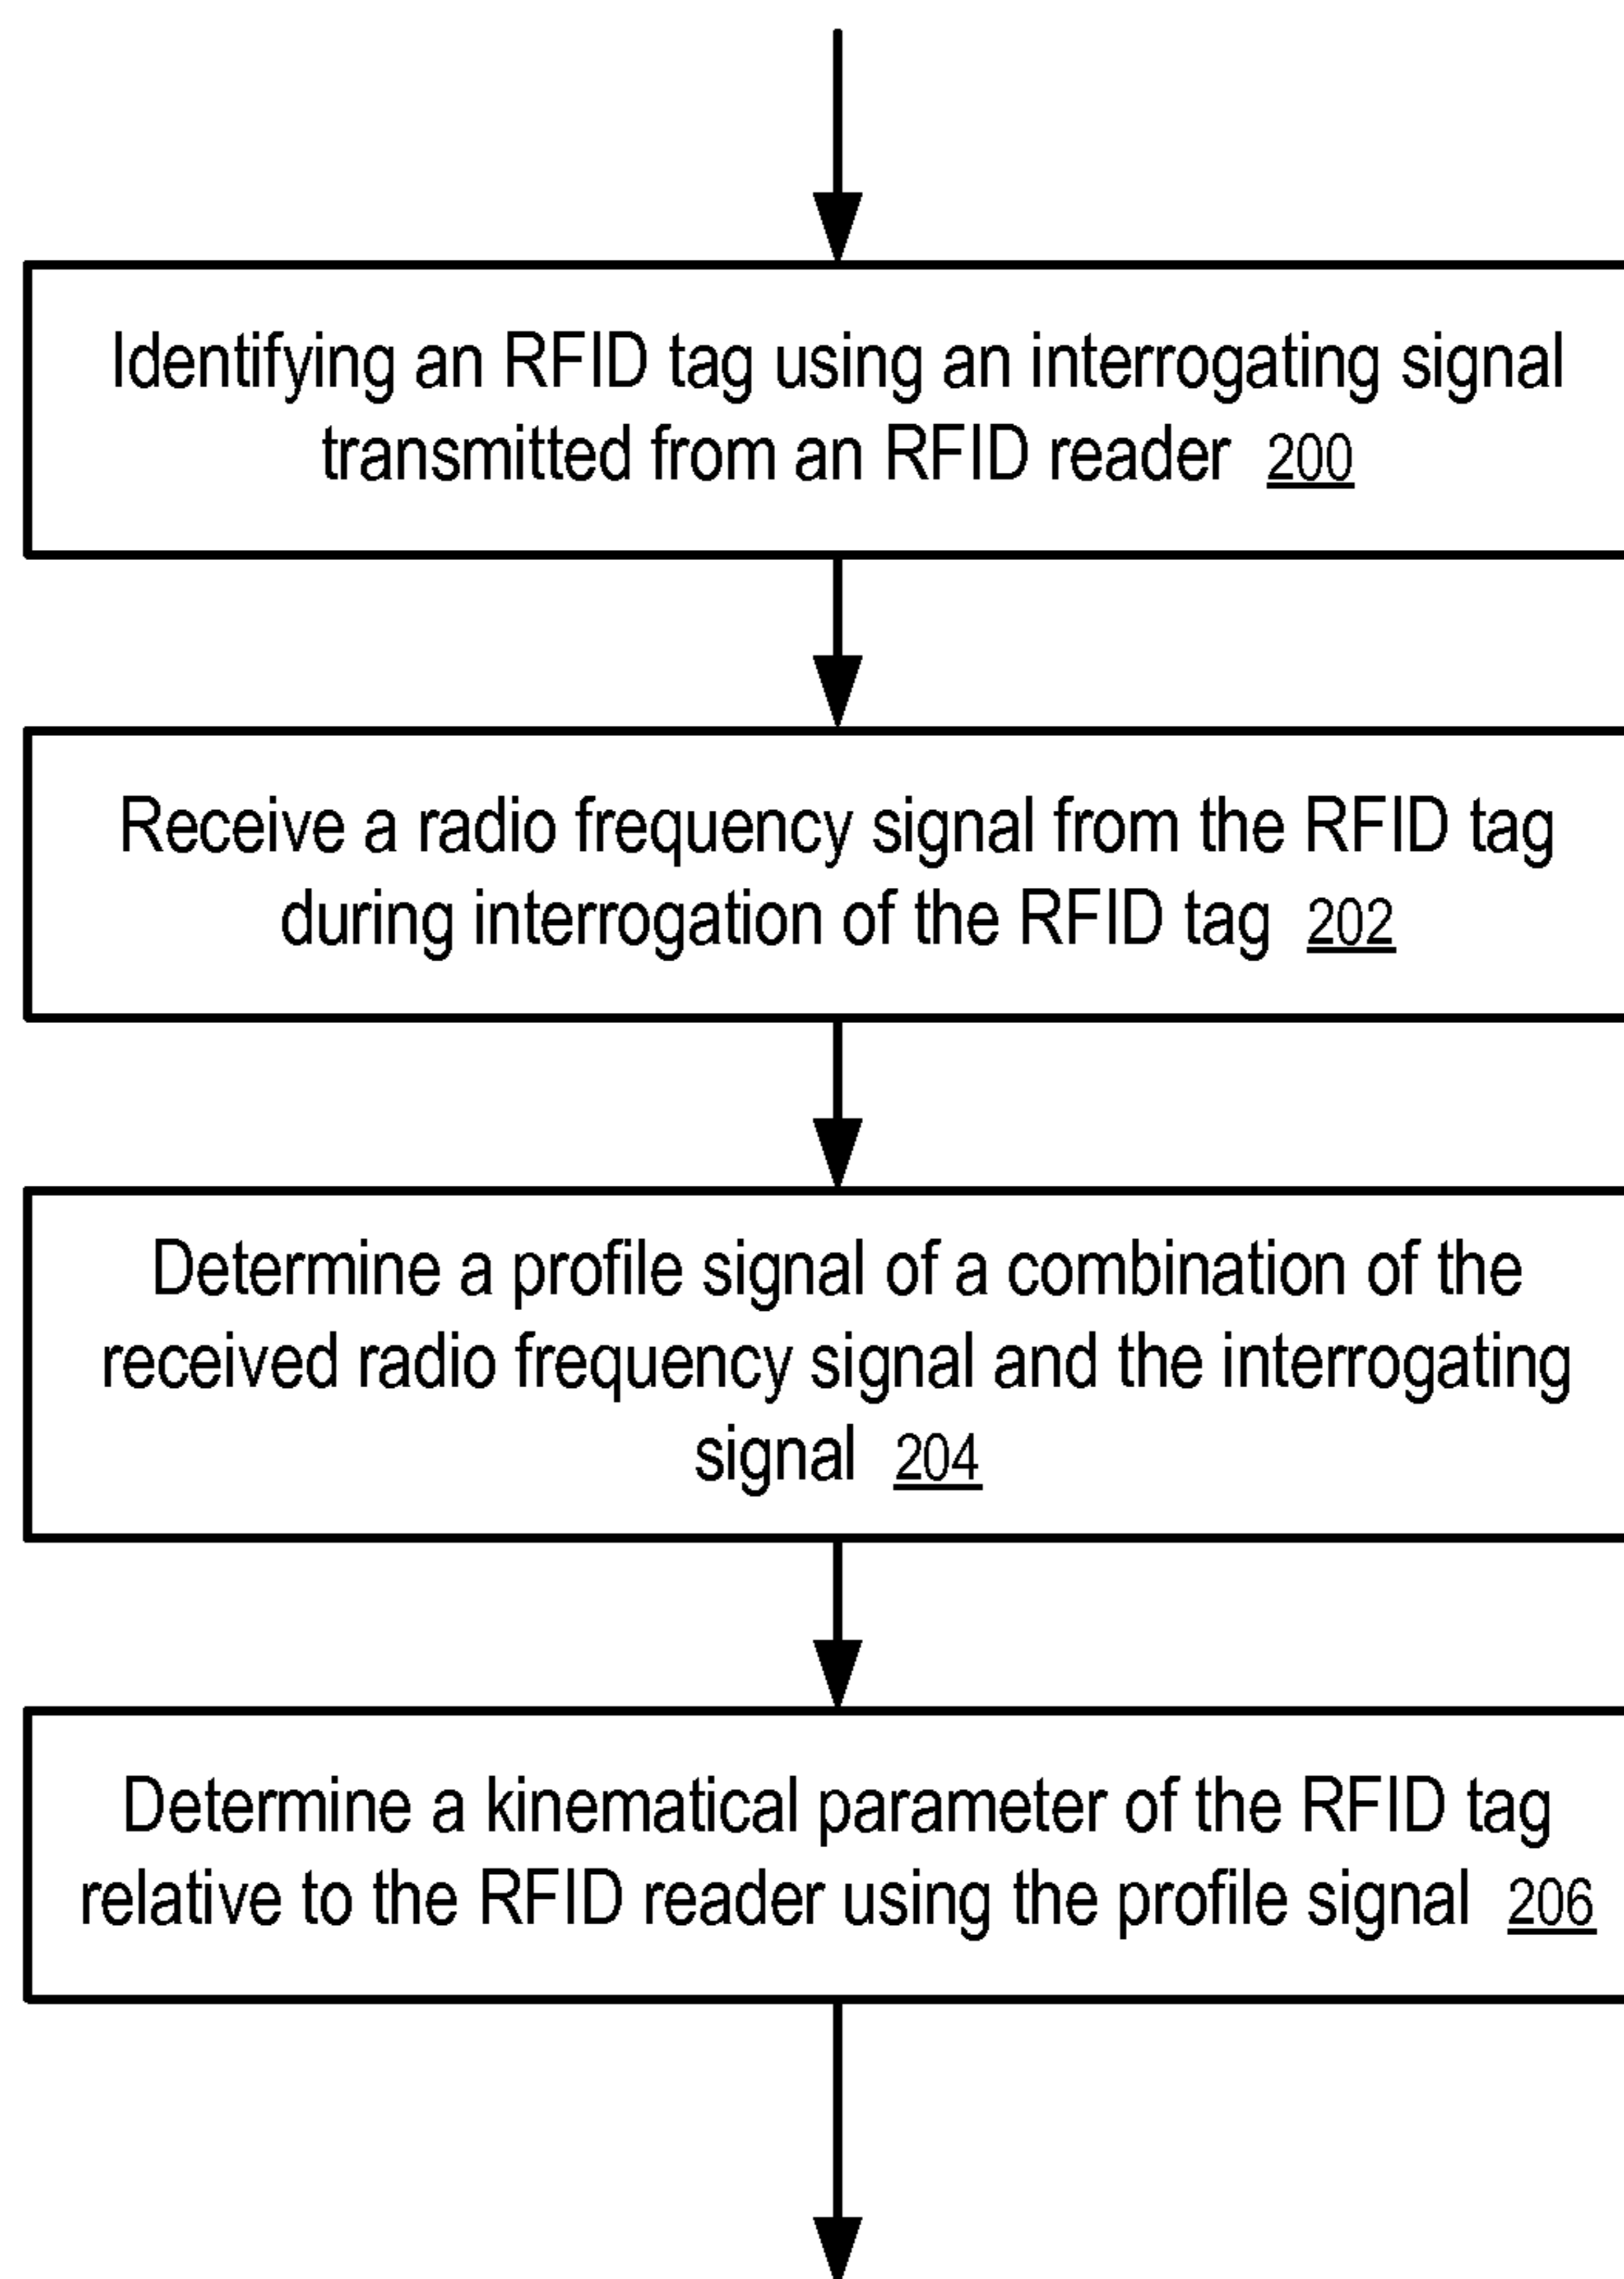 Identifying an RFID tag using an interrogating signal
transmitted from an RFID reader 200
Receive a radio frequency signal from the RFID tag
during interrogation of the RFID tag 202
Determine a profile signal of a combination of the
received radio frequency signal and the interrogating
signal 204
Determine a kinematical parameter of the RFID tag
relative to the RFID reader using the profile signal 206